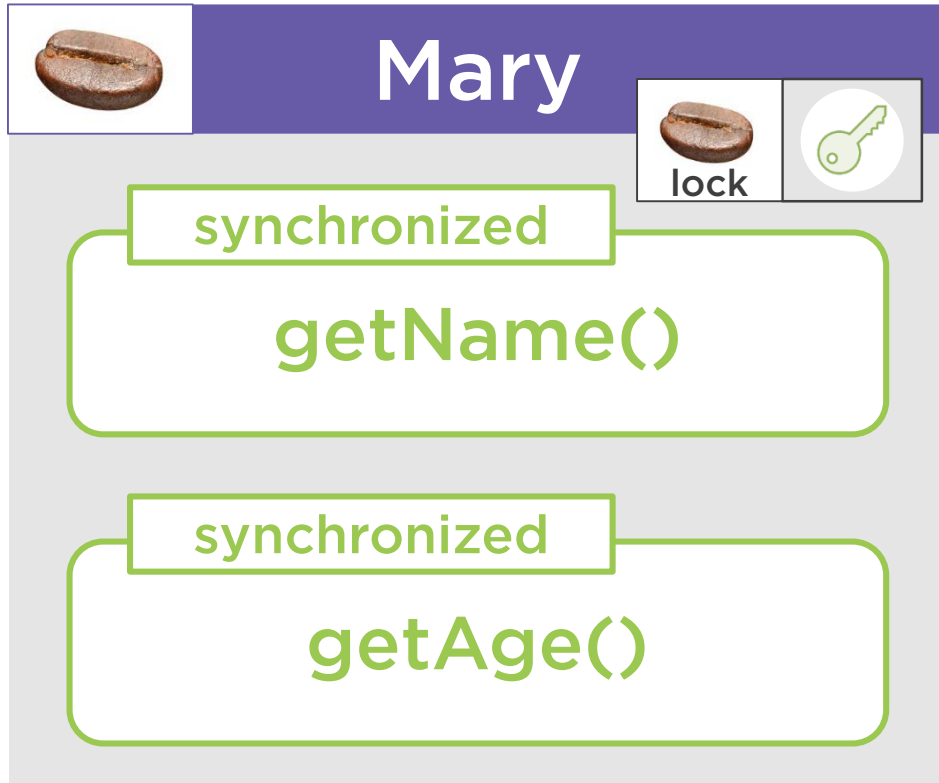 Mary
lock
synchronized
getName()
synchronized
getAge()